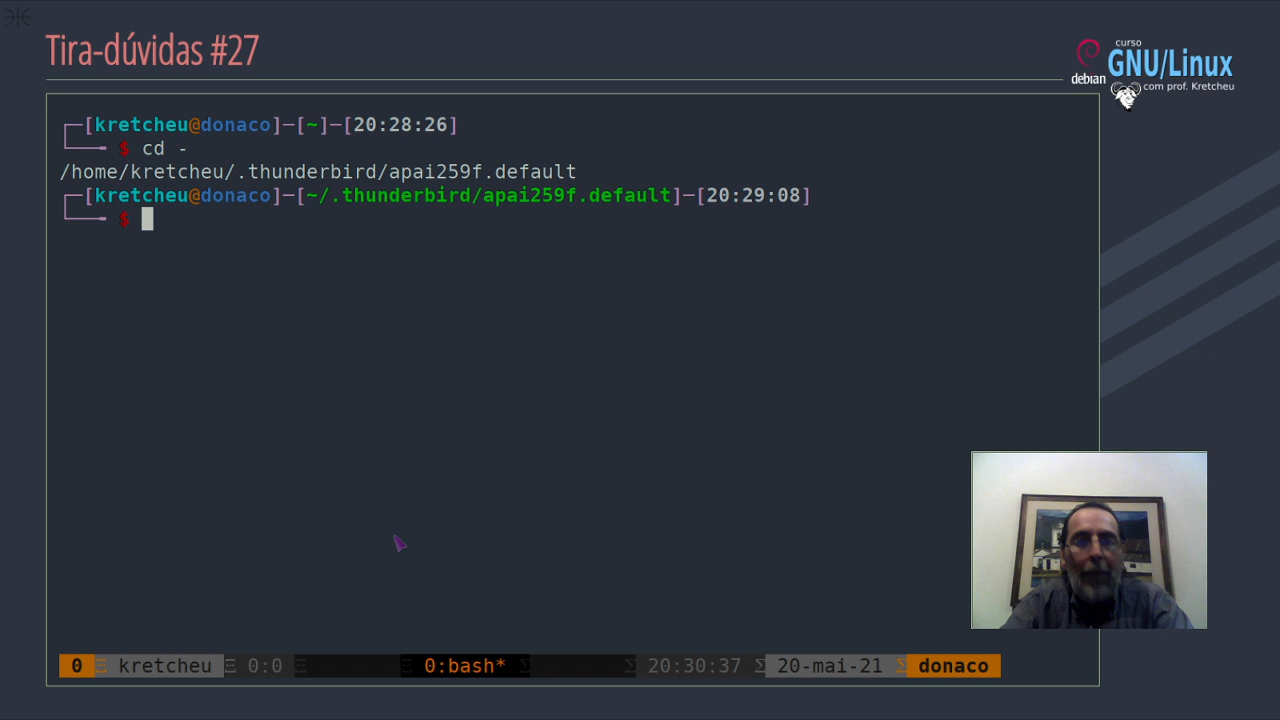 Tira-dúvidas #27
curso
GNU/Linux
debian
com prof. Kretcheu
┌─[kretcheu@donaco]─[~]─[20:28:26]
└──╼ $ cd -
/home/kretcheu/.thunderbird/apai259f.default
┌─[kretcheu@donaco]─[~/.thunderbird/apai259f.default]─[20:29:08]
└──╼ $
0 Ξ kretcheu Ξ 0:0 Ξ 0:bash* Σ Σ 20:30:37 Σ 20-mai-21 Σ donaco